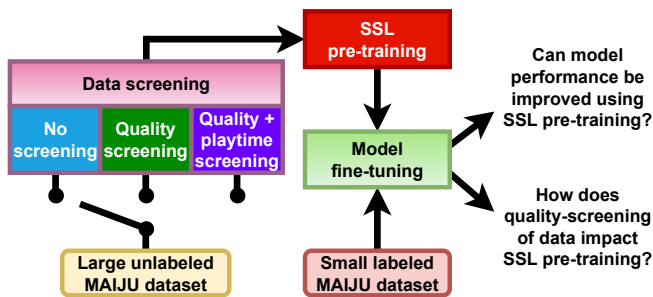 SSL
pre-training
Data screening
No
screening
Quality
screening
Quality +
playtime
screening
Model
fine-tuning
Can model
performance be
improved using
SSL pre-training?
How does
quality-screening
of data impact
SSL pre-training?
Large unlabeled
MAIJU dataset
Small labeled
MAIJU dataset